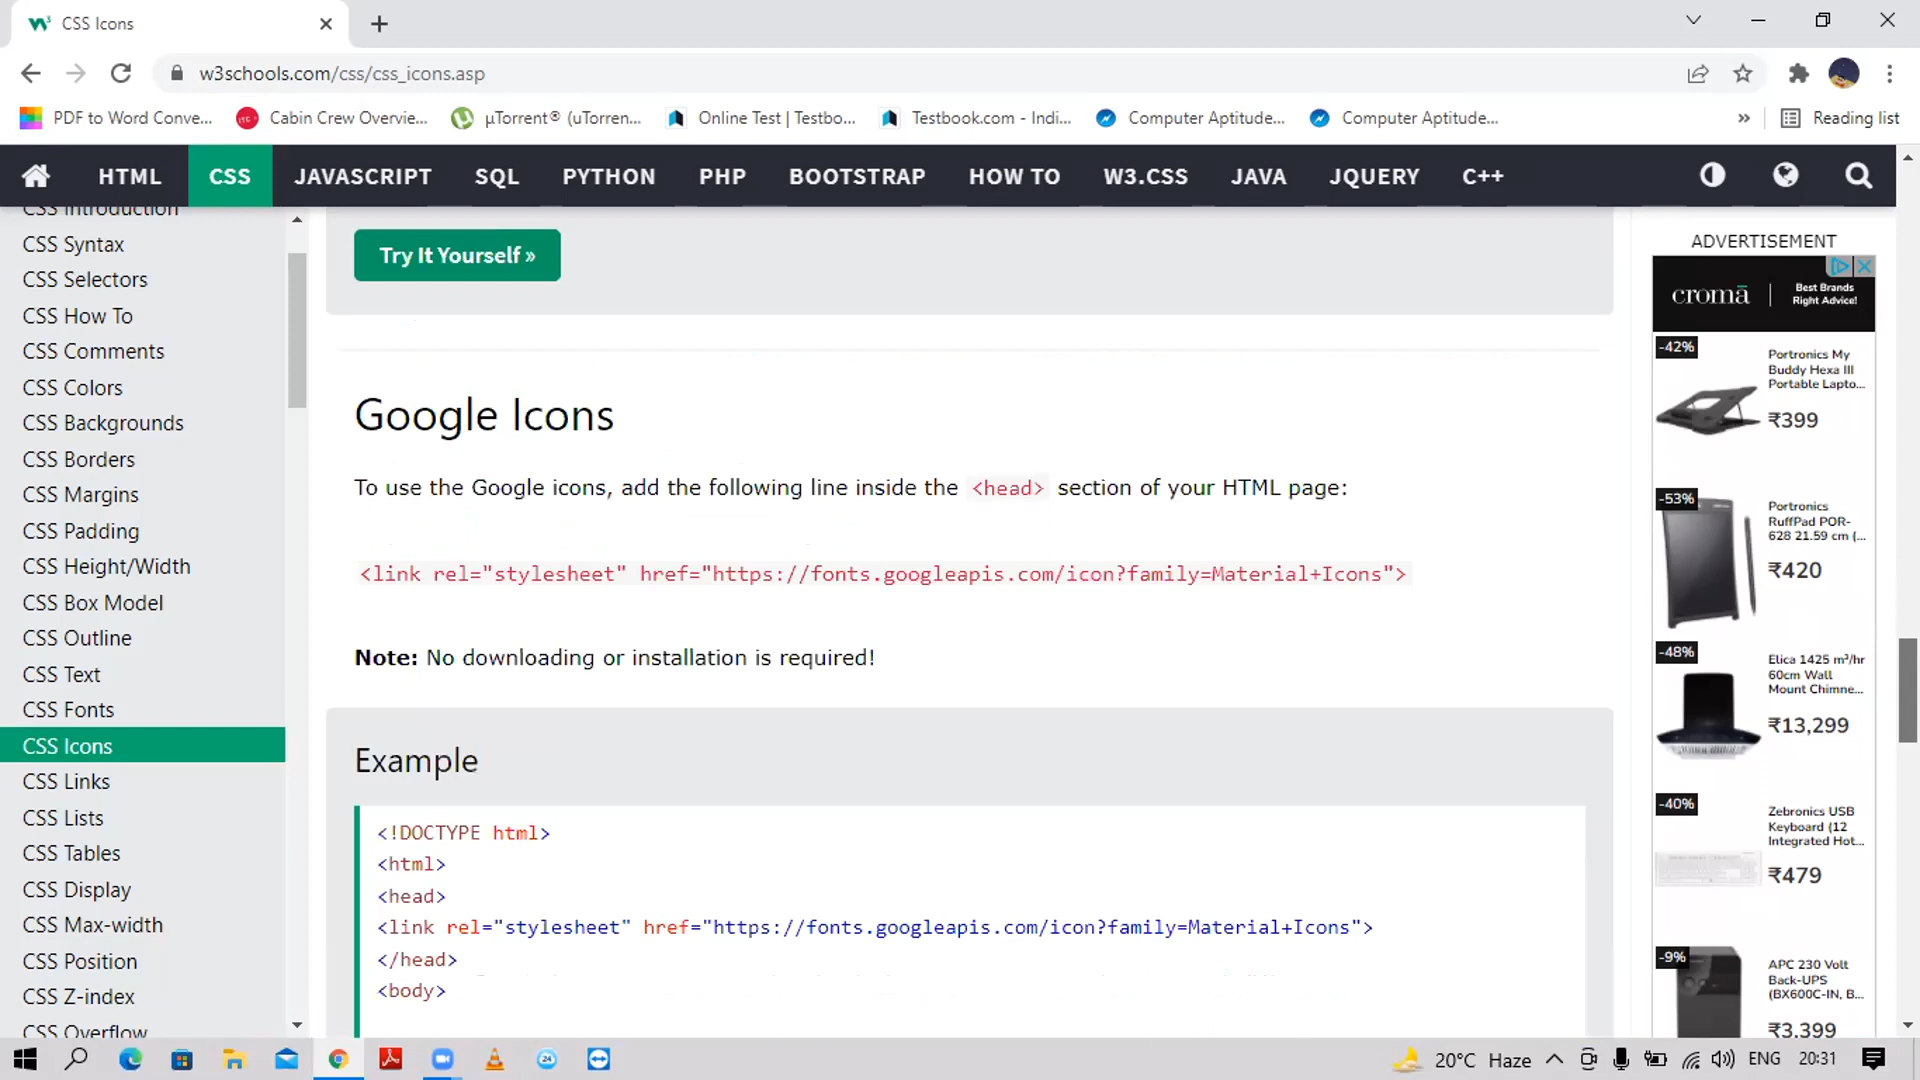 CSS Icons
w3schools.com/css/css_icons.asp
PDF to Word Conve...
Cabin Crew Overvie...
µTorrent® (uTorren...
Online Test | Testbo...
Testbook.com - Indi...
Computer Aptitude...
Computer Aptitude...
»
Reading list
HTML
CSS
JAVASCRIPT
SQL
PYTHON
PHP
BOOTSTRAP
HOW TO
W3.CSS
JAVA
JQUERY
C++
CSS Introduction
CSS Syntax
CSS Selectors
CSS How To
CSS Comments
CSS Colors
CSS Backgrounds
CSS Borders
CSS Margins
CSS Padding
CSS Height/Width
CSS Box Model
CSS Outline
CSS Text
CSS Fonts
CSS Icons
CSS Links
CSS Lists
CSS Tables
CSS Display
CSS Max-width
CSS Position
CSS Z-index
CSS Overflow
Try It Yourself »
Google Icons
To use the Google icons, add the following line inside the <head> section of your HTML page:
<link rel="stylesheet" href="https://fonts.googleapis.com/icon?family=Material+Icons">
Note: No downloading or installation is required!
Example
<!DOCTYPE html>
<html>
<head>
<link rel="stylesheet" href="https://fonts.googleapis.com/icon?family=Material+Icons">
</head>
<body>
ADVERTISEMENT
cromā
Best Brands
Right Advice!
-42%
Portronics My
Buddy Hexa III
Portable Lapto...
₹399
-53%
Portronics
RuffPad POR-
628 21.59 cm (...
₹420
-48%
Elica 1425 m³/hr
60cm Wall
Mount Chimne...
₹13,299
-40%
Zebronics USB
Keyboard (12
Integrated Hot...
₹479
-9%
APC 230 Volt
Back-UPS
(BX600C-IN, B...
₹3,399
24
20°C Haze
ENG
20:31